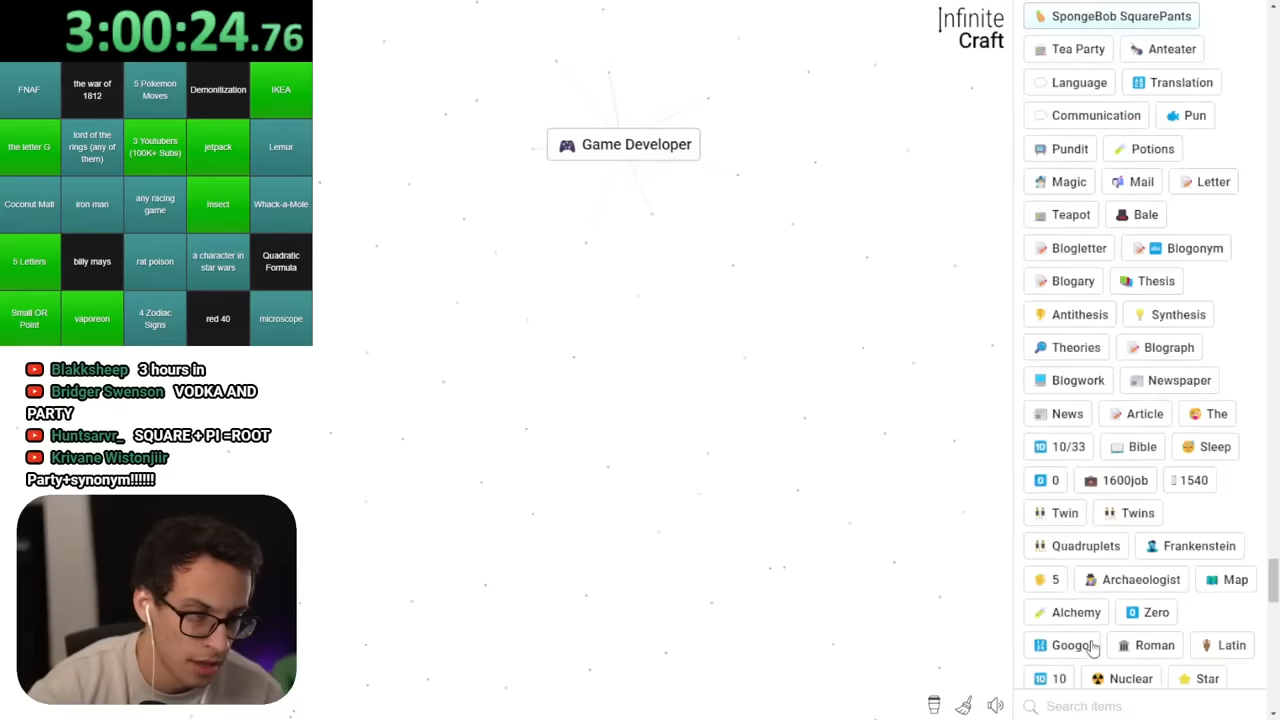 3:00:24.76
FNAF
the war of
1812
5 Pokemon
Moves
Demonitization
IKEA
the letter G
lord of the
rings (any of
them)
3 Youtubers
(100K+ Subs)
jetpack
Lemur
Coconut Mall
iron man
any racing
game
Insect
Whack-a-Mole
5 Letters
billy mays
rat poison
a character in
star wars
Quadratic
Formula
Small OR
Point
vaporeon
4 Zodiac
Signs
red 40
microscope
Blakksheep 3 hours in
Bridger Swenson VODKA AND
PARTY
Huntsarvr_ SQUARE + PI =ROOT
Krivane Wistonjiir
Party+synonym!!!!!!
Game Developer
Infinite
Craft
SpongeBob SquarePants
Tea Party Anteater
Language Translation
Communication Pun
Pundit Potions
Magic Mail Letter
Teapot Bale
Blogletter Blogonym
Blogary Thesis
Antithesis Synthesis
Theories Blograph
Blogwork Newspaper
News Article The
10/33 Bible Sleep
0 1600job 1540
Twin Twins
Quadruplets Frankenstein
5 Archaeologist Map
Alchemy Zero
Googol Roman Latin
10 Nuclear Star
Search items...